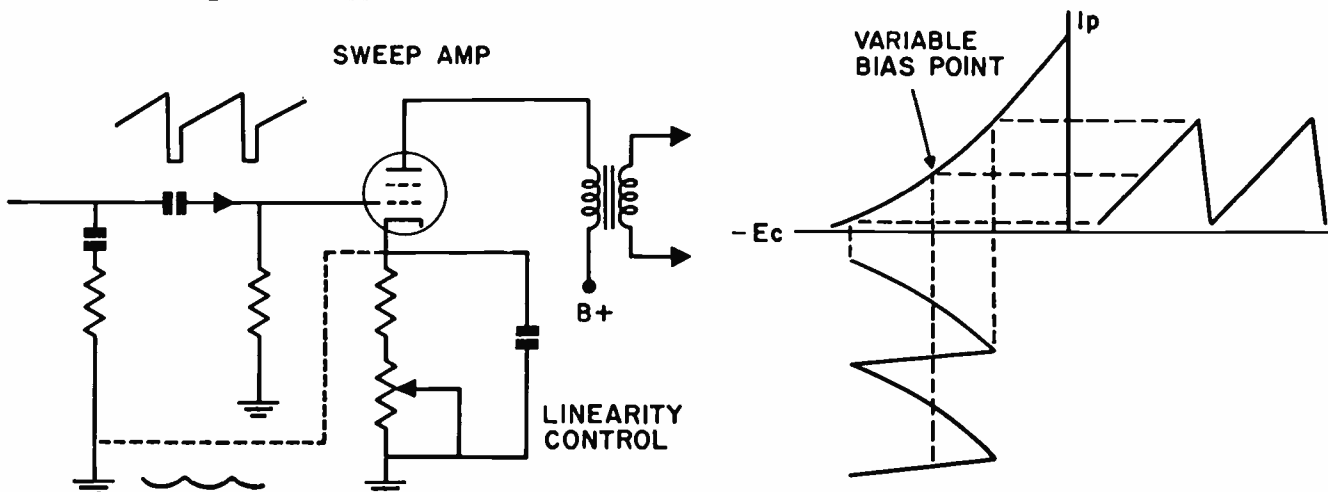 SWEEP AMP
B+
LINEARITY
CONTROL
VARIABLE
BIAS POINT
Ip
-Ec